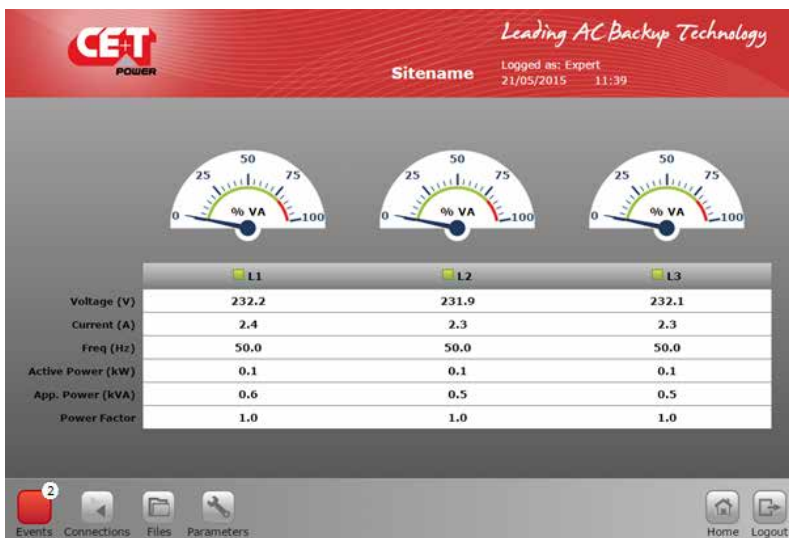 CE+T
POWER
Leading AC Backup Technology
Sitename
Logged as: Expert
21/05/2015 11:39
0 25 50 75 100
% VA
0 25 50 75 100
% VA
0 25 50 75 100
% VA
L1 L2 L3
Voltage (V) 232.2 231.9 232.1
Current (A) 2.4 2.3 2.3
Freq (Hz) 50.0 50.0 50.0
Active Power (kW) 0.1 0.1 0.1
App. Power (kVA) 0.6 0.5 0.5
Power Factor 1.0 1.0 1.0
2
Events Connections Files Parameters Home Logout